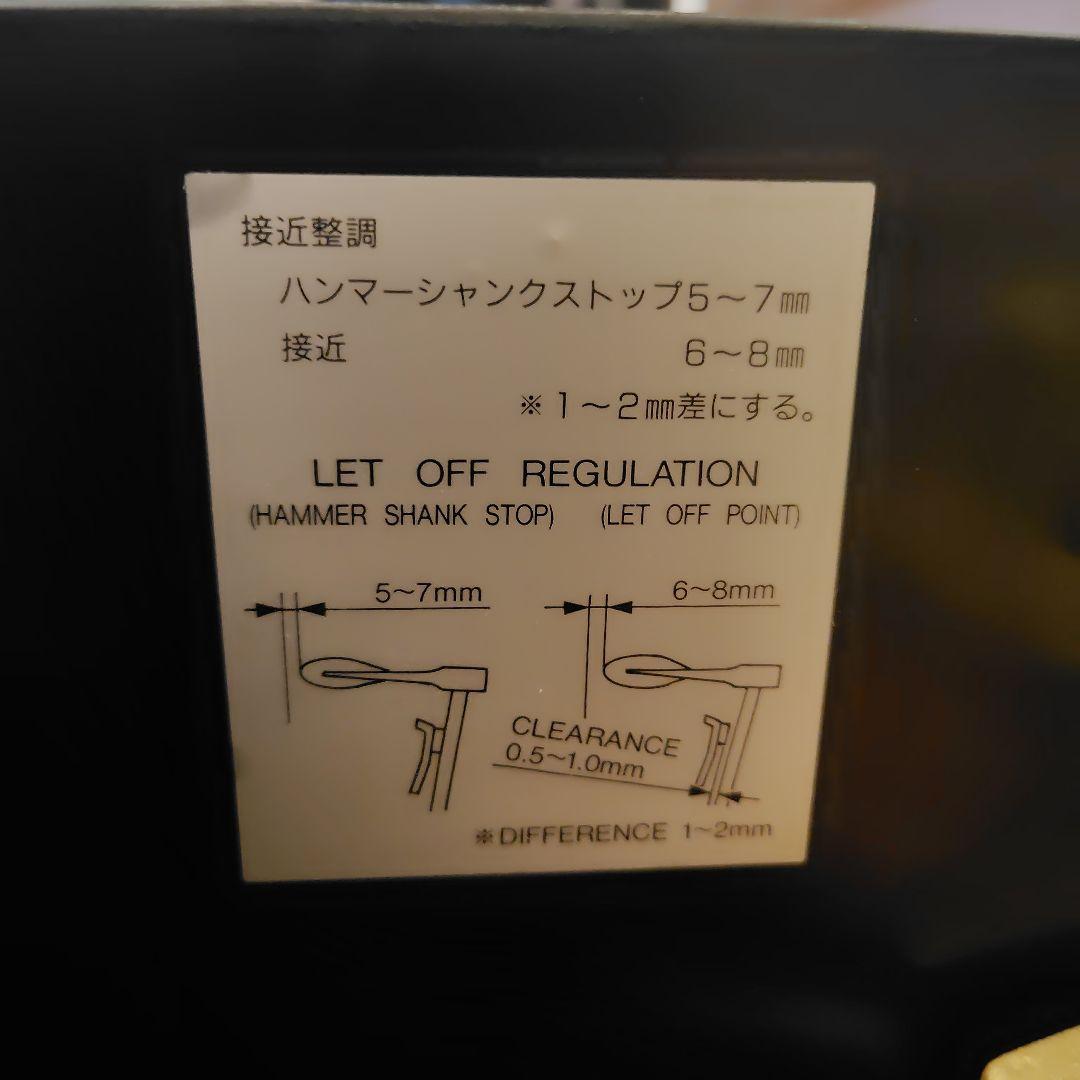 接近整調
ハンマーシャンクストップ5～7㎜
接近 6～8㎜
※1～2㎜差にする。
LET OFF REGULATION
(HAMMER SHANK STOP) (LET OFF POINT)
5~7mm 6~8mm
CLEARANCE
0.5~1.0mm
※DIFFERENCE 1~2mm